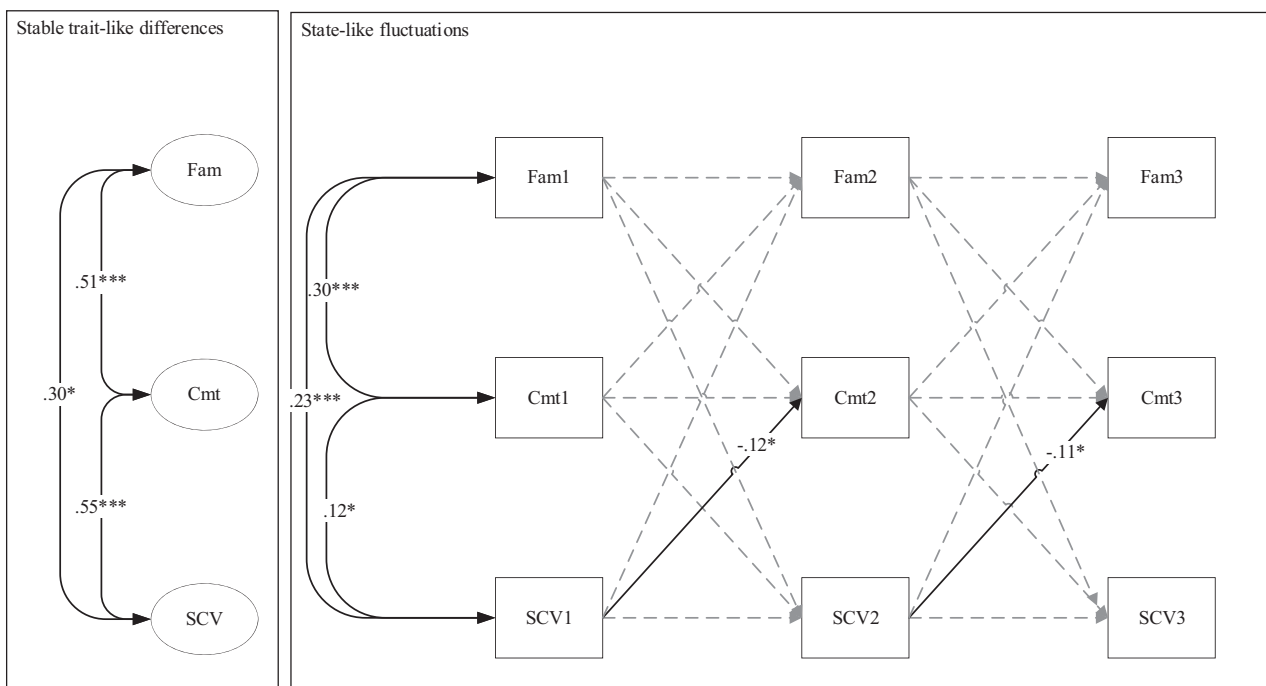 Stable trait-like differences
State-like fluctuations
Fam
Fam1
Fam2
Fam3
.51***
.30***
.30*
Cmt
.23***
Cmt1
Cmt2
Cmt3
-.12*
-.11*
.55***
.12*
SCV
SCV1
SCV2
SCV3